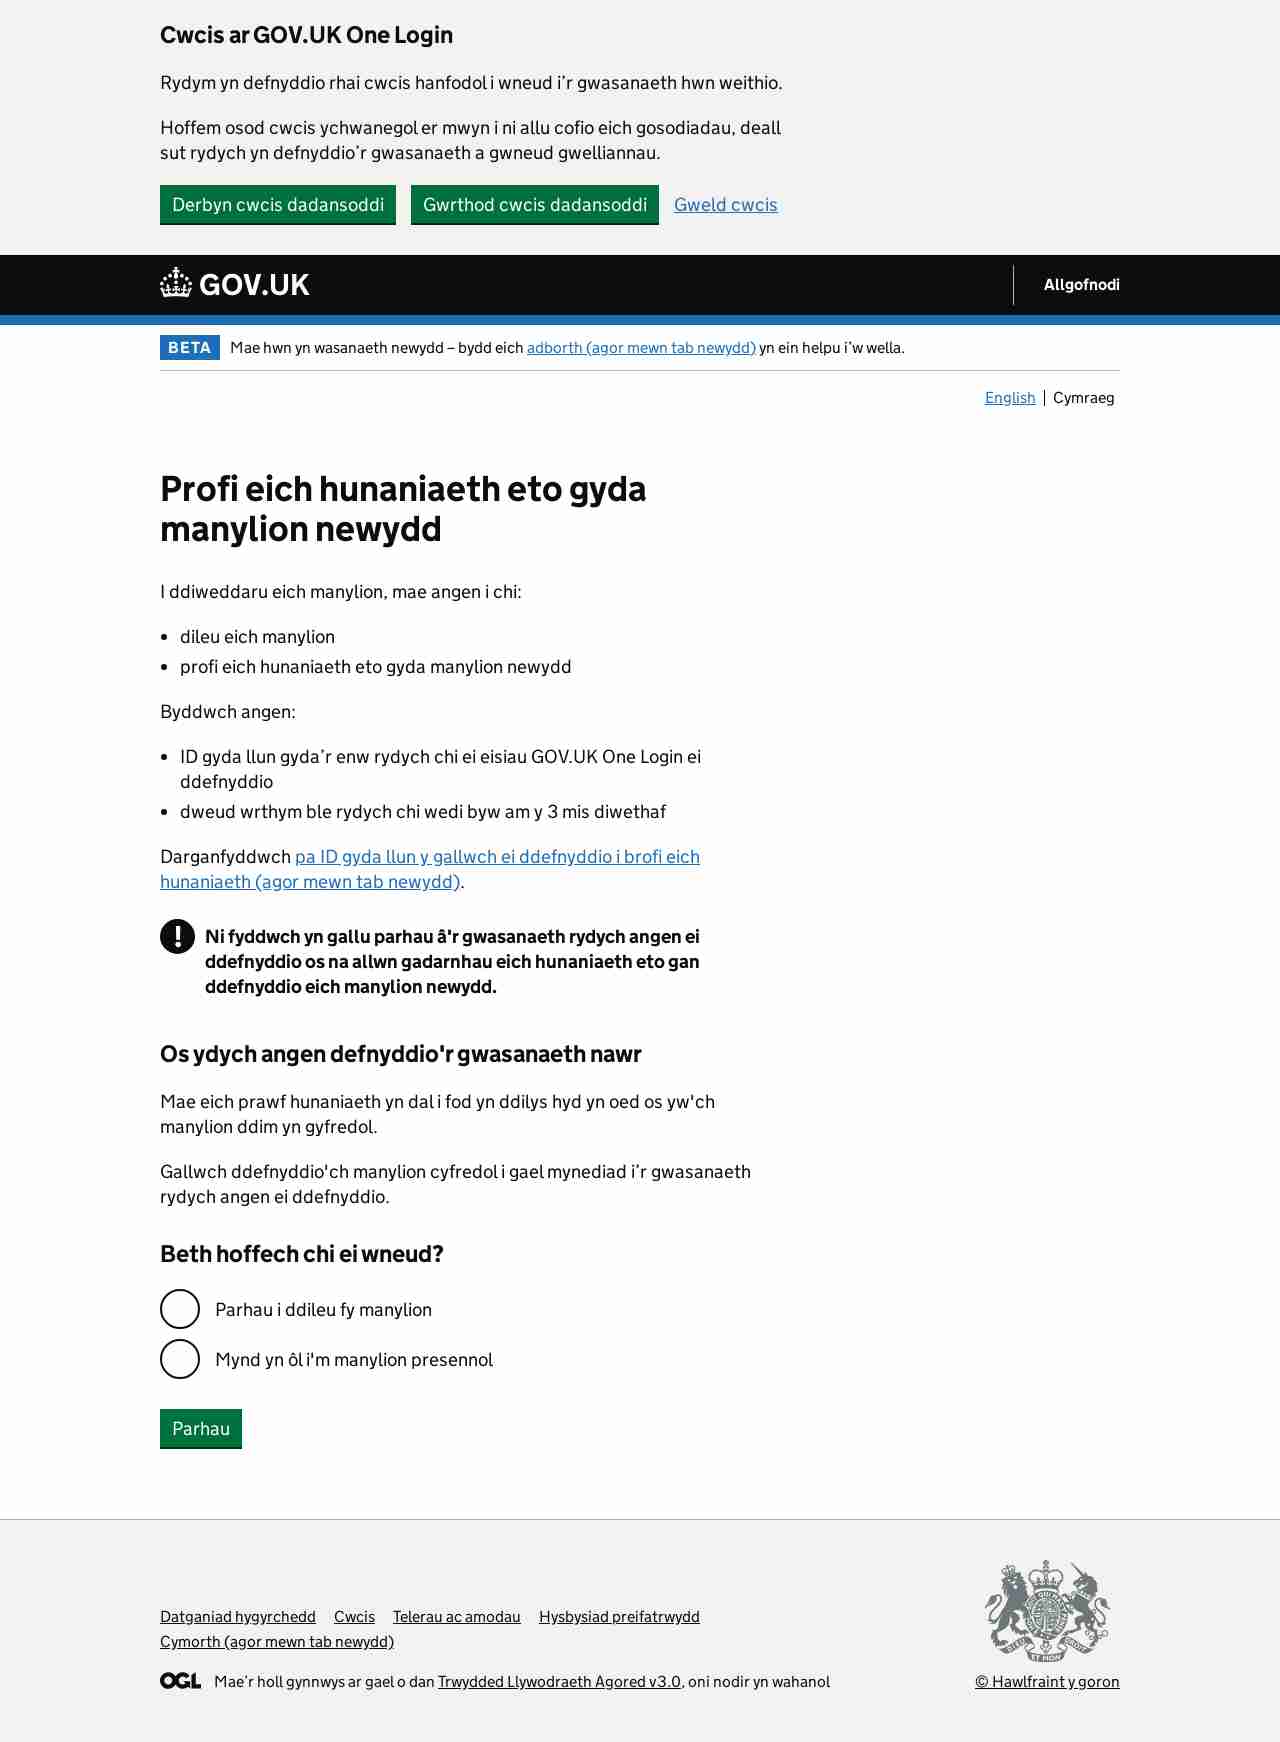 Cwcis ar GOV.UK One Login
Rydym yn defnyddio rhai cwcis hanfodol i wneud i’r gwasanaeth hwn weithio.
Hoffem osod cwcis ychwanegol er mwyn i ni allu cofio eich gosodiadau, deall
sut rydych yn defnyddio’r gwasanaeth a gwneud gwelliannau.
Derbyn cwcis dadansoddi Gwrthod cwcis dadansoddi Gweld cwcis
GOV.UK Allgofnodi
BETA Mae hwn yn wasanaeth newydd – bydd eich adborth (agor mewn tab newydd) yn ein helpu i’w wella.
English Cymraeg
Profi eich hunaniaeth eto gyda
manylion newydd
I ddiweddaru eich manylion, mae angen i chi:
• dileu eich manylion
• profi eich hunaniaeth eto gyda manylion newydd
Byddwch angen:
• ID gyda llun gyda’r enw rydych chi ei eisiau GOV.UK One Login ei
ddefnyddio
• dweud wrthym ble rydych chi wedi byw am y 3 mis diwethaf
Darganfyddwch pa ID gyda llun y gallwch ei ddefnyddio i brofi eich
hunaniaeth (agor mewn tab newydd).
! Ni fyddwch yn gallu parhau â'r gwasanaeth rydych angen ei
ddefnyddio os na allwn gadarnhau eich hunaniaeth eto gan
ddefnyddio eich manylion newydd.
Os ydych angen defnyddio'r gwasanaeth nawr
Mae eich prawf hunaniaeth yn dal i fod yn ddilys hyd yn oed os yw'ch
manylion ddim yn gyfredol.
Gallwch ddefnyddio'ch manylion cyfredol i gael mynediad i’r gwasanaeth
rydych angen ei ddefnyddio.
Beth hoffech chi ei wneud?
Parhau i ddileu fy manylion
Mynd yn ôl i'm manylion presennol
Parhau
Datganiad hygyrchedd Cwcis Telerau ac amodau Hysbysiad preifatrwydd
Cymorth (agor mewn tab newydd)
OGL Mae’r holl gynnwys ar gael o dan Trwydded Llywodraeth Agored v3.0, oni nodir yn wahanol
© Hawlfraint y goron